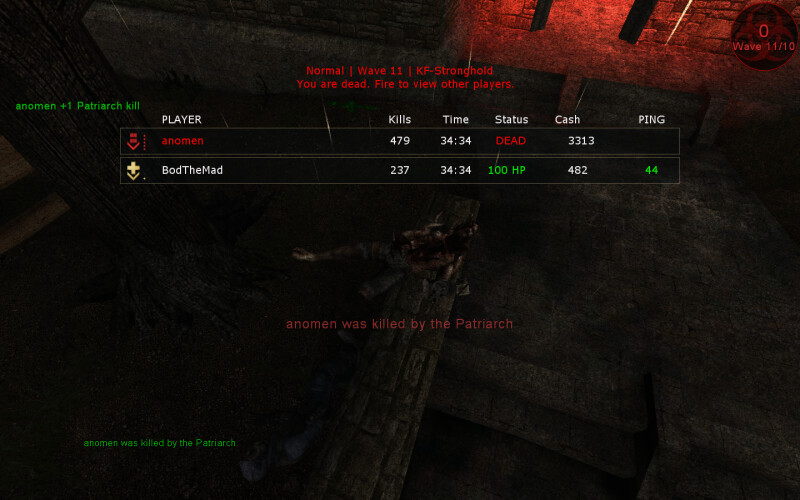 0
Wave 11/10
Normal | Wave 11 | KF-Stronghold
You are dead. Fire to view other players.
anomen +1 Patriarch kill
PLAYER Kills Time Status Cash PING
anomen 479 34:34 DEAD 3313
BodTheMad 237 34:34 100 HP 482 44
anomen was killed by the Patriarch
anomen was killed by the Patriarch